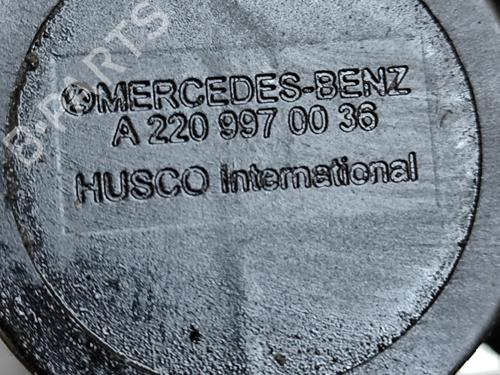 B-PARTS
MERCEDES-BENZ
A 220 997 00 36
HUSCO International